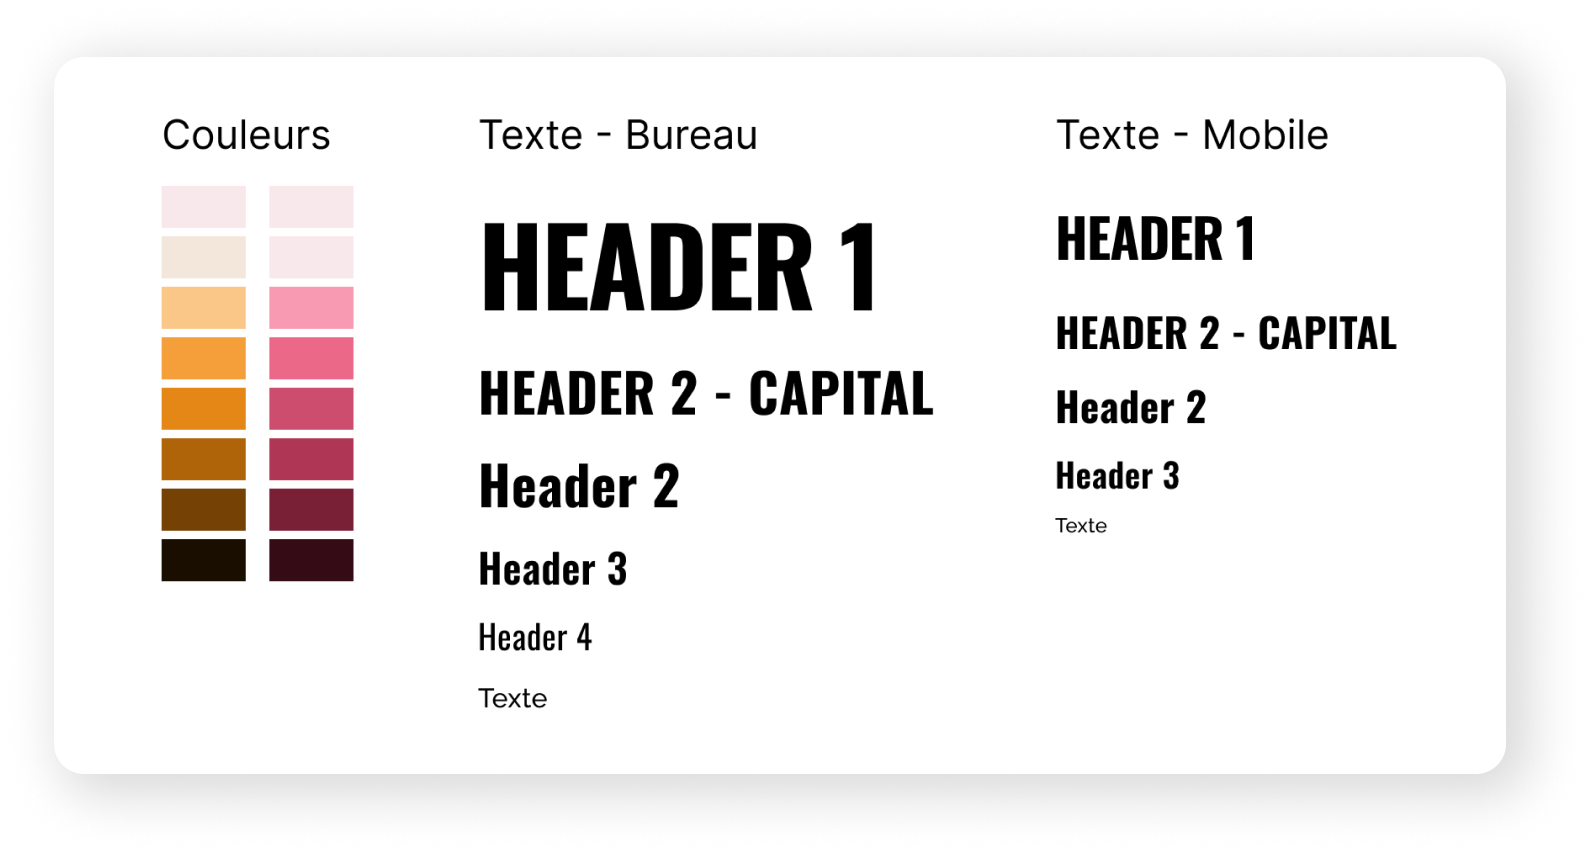 Couleurs
Texte - Bureau
HEADER 1
HEADER 2 - CAPITAL
Header 2
Header 3
Header 4
Texte
Texte - Mobile
HEADER 1
HEADER 2 - CAPITAL
Header 2
Header 3
Texte